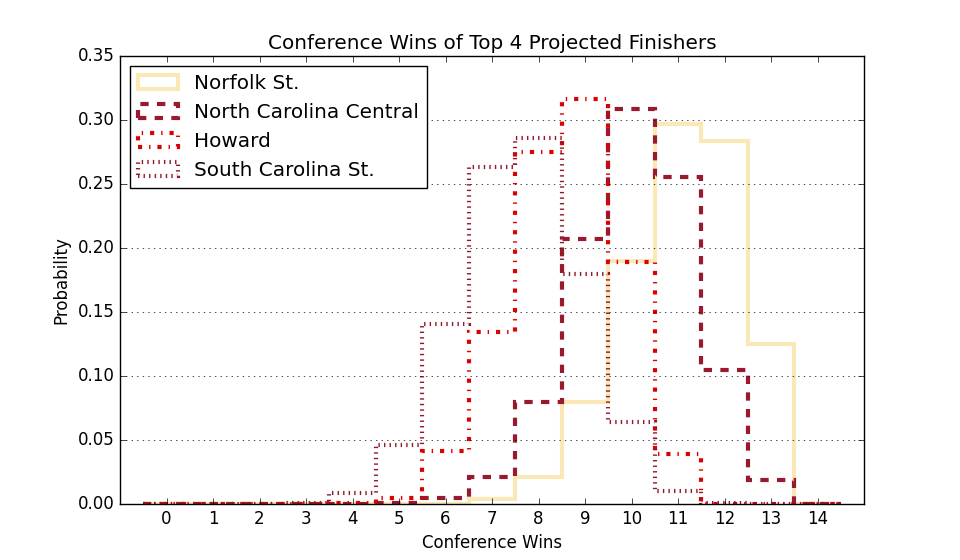 Conference Wins of Top 4 Projected Finishers
0.35
0.30
0.25
0.20
0.15
0.10
0.05
0.00
Probability
Norfolk St.
North Carolina Central
Howard
South Carolina St.
0 1 2 3 4 5 6 7 8 9 10 11 12 13 14
Conference Wins